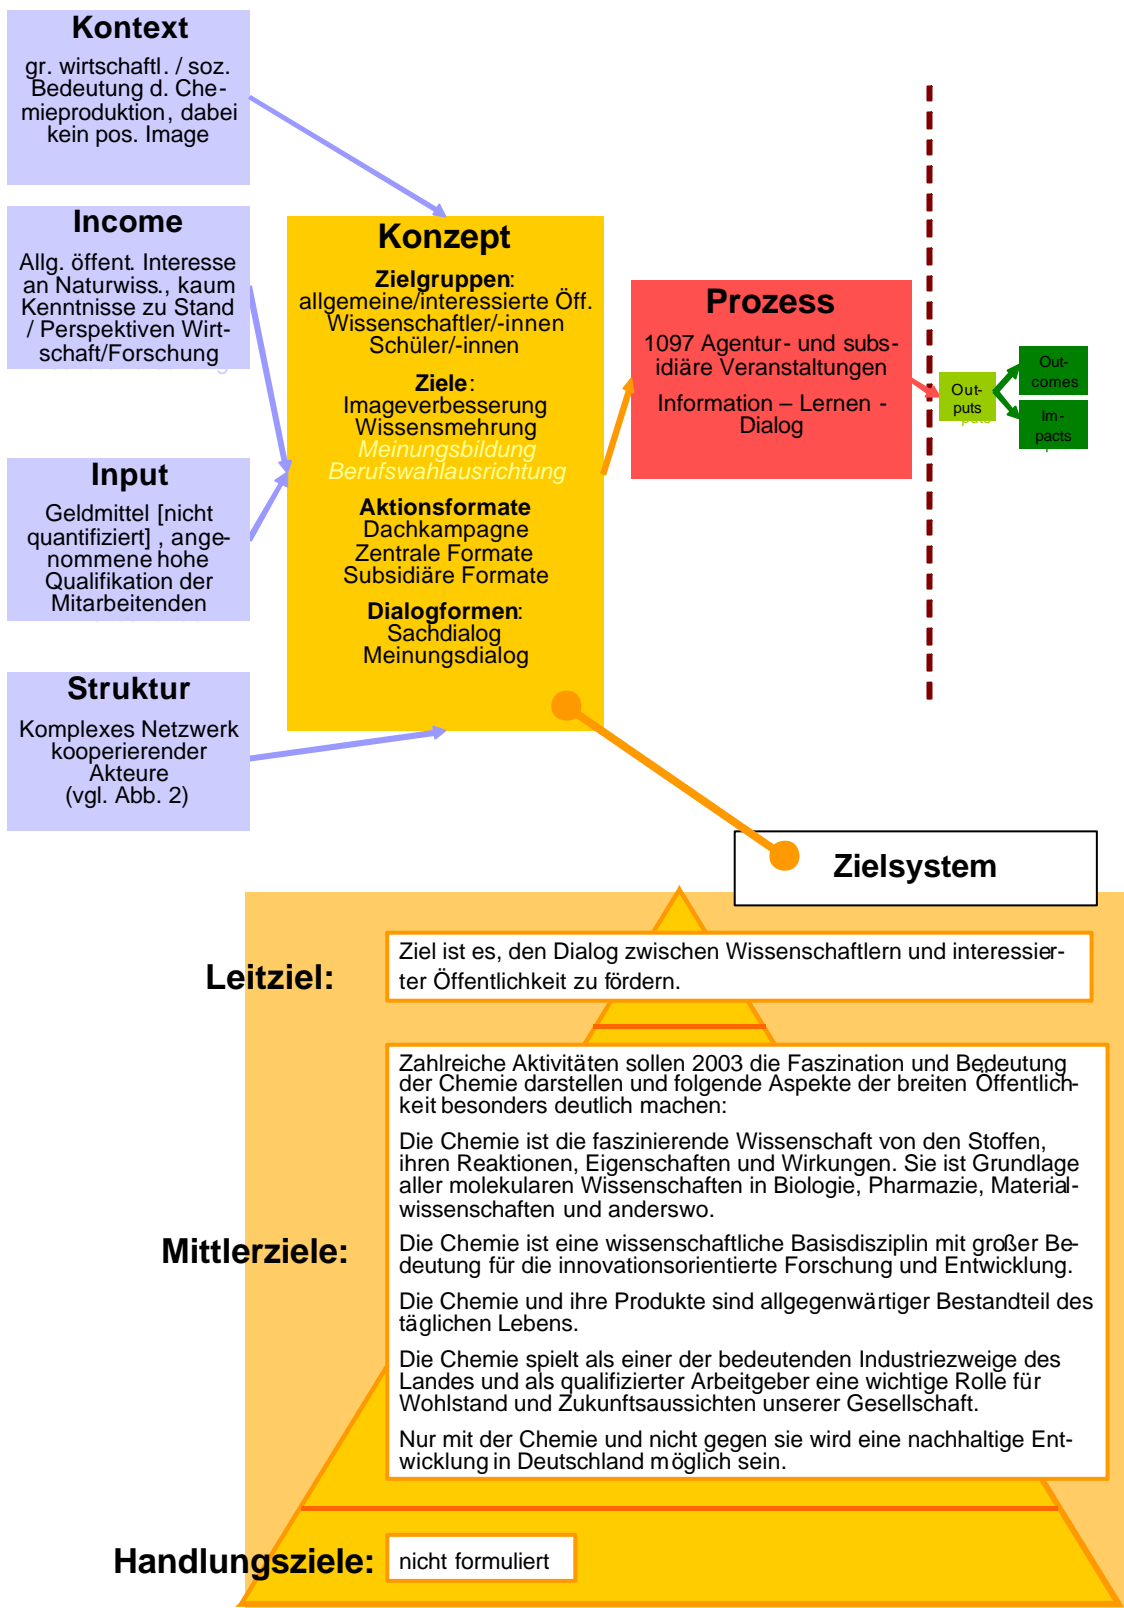 Kontext
gr. wirtschaftl. / soz.
Bedeutung d. Che-
mieproduktion, dabei
kein pos. Image
Income
Allg. öffent. Interesse
an Naturwiss., kaum
Kenntnisse zu Stand
/ Perspektiven Wirt-
schaft/Forschung
Input
Geldmittel [nicht
quantifiziert] , ange-
nommene hohe
Qualifikation der
Mitarbeitenden
Struktur
Komplexes Netzwerk
kooperierender
Akteure
(vgl. Abb. 2)
Konzept
Zielgruppen:
allgemeine/interessierte Öff.
Wissenschaftler/-innen
Schüler/-innen
Ziele:
Imageverbesserung
Wissensmehrung
Meinungsbildung
Berufswahlausrichtung
Aktionsformate
Dachkampagne
Zentrale Formate
Subsidiäre Formate
Dialogformen:
Sachdialog
Meinungsdialog
Prozess
1097 Agentur- und subs-
idiäre Veranstaltungen
Information – Lernen -
Dialog
Out-
puts
Out-
comes
Im-
pacts
Zielsystem
Leitziel:
Ziel ist es, den Dialog zwischen Wissenschaftlern und interessier-
ter Öffentlichkeit zu fördern.
Mittlerziele:
Zahlreiche Aktivitäten sollen 2003 die Faszination und Bedeutung
der Chemie darstellen und folgende Aspekte der breiten Öffentlich-
keit besonders deutlich machen:
Die Chemie ist die faszinierende Wissenschaft von den Stoffen,
ihren Reaktionen, Eigenschaften und Wirkungen. Sie ist Grundlage
aller molekularen Wissenschaften in Biologie, Pharmazie, Material-
wissenschaften und anderswo.
Die Chemie ist eine wissenschaftliche Basisdisziplin mit großer Be-
deutung für die innovationsorientierte Forschung und Entwicklung.
Die Chemie und ihre Produkte sind allgegenwärtiger Bestandteil des
täglichen Lebens.
Die Chemie spielt als einer der bedeutenden Industriezweige des
Landes und als qualifizierter Arbeitgeber eine wichtige Rolle für
Wohlstand und Zukunftsaussichten unserer Gesellschaft.
Nur mit der Chemie und nicht gegen sie wird eine nachhaltige Ent-
wicklung in Deutschland möglich sein.
Handlungsziele:
nicht formuliert